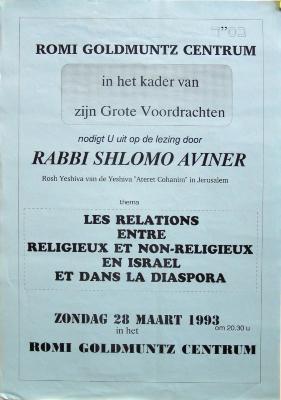 בס"ד
ROMI GOLDMUNTZ CENTRUM
in het kader van
zijn Grote Voordrachten
nodigt U uit op de lezing door
RABBI SHLOMO AVINER
Rosh Yeshiva van de Yeshiva "Ateret Cohanim" in Jerusalem
thema
LES RELATIONS
ENTRE
RELIGIEUX ET NON-RELIGIEUX
EN ISRAEL
ET DANS LA DIASPORA
ZONDAG 28 MAART 1993
om 20.30 u
in het
ROMI GOLDMUNTZ CENTRUM